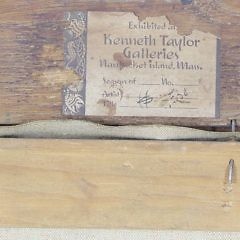 Exhibited at
Kenneth Taylor
Galleries
Nantucket Island, Mass.
Season of No.
Artist
Title